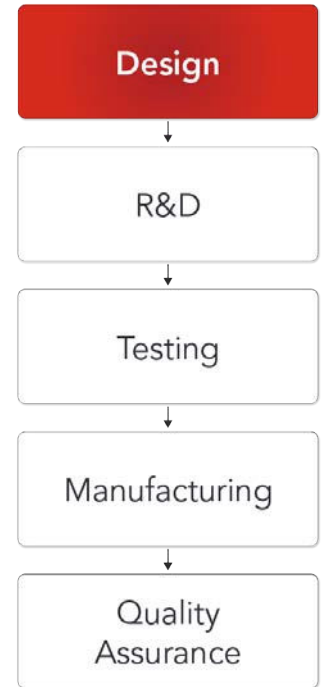 Design
R&D
Testing
Manufacturing
Quality
Assurance